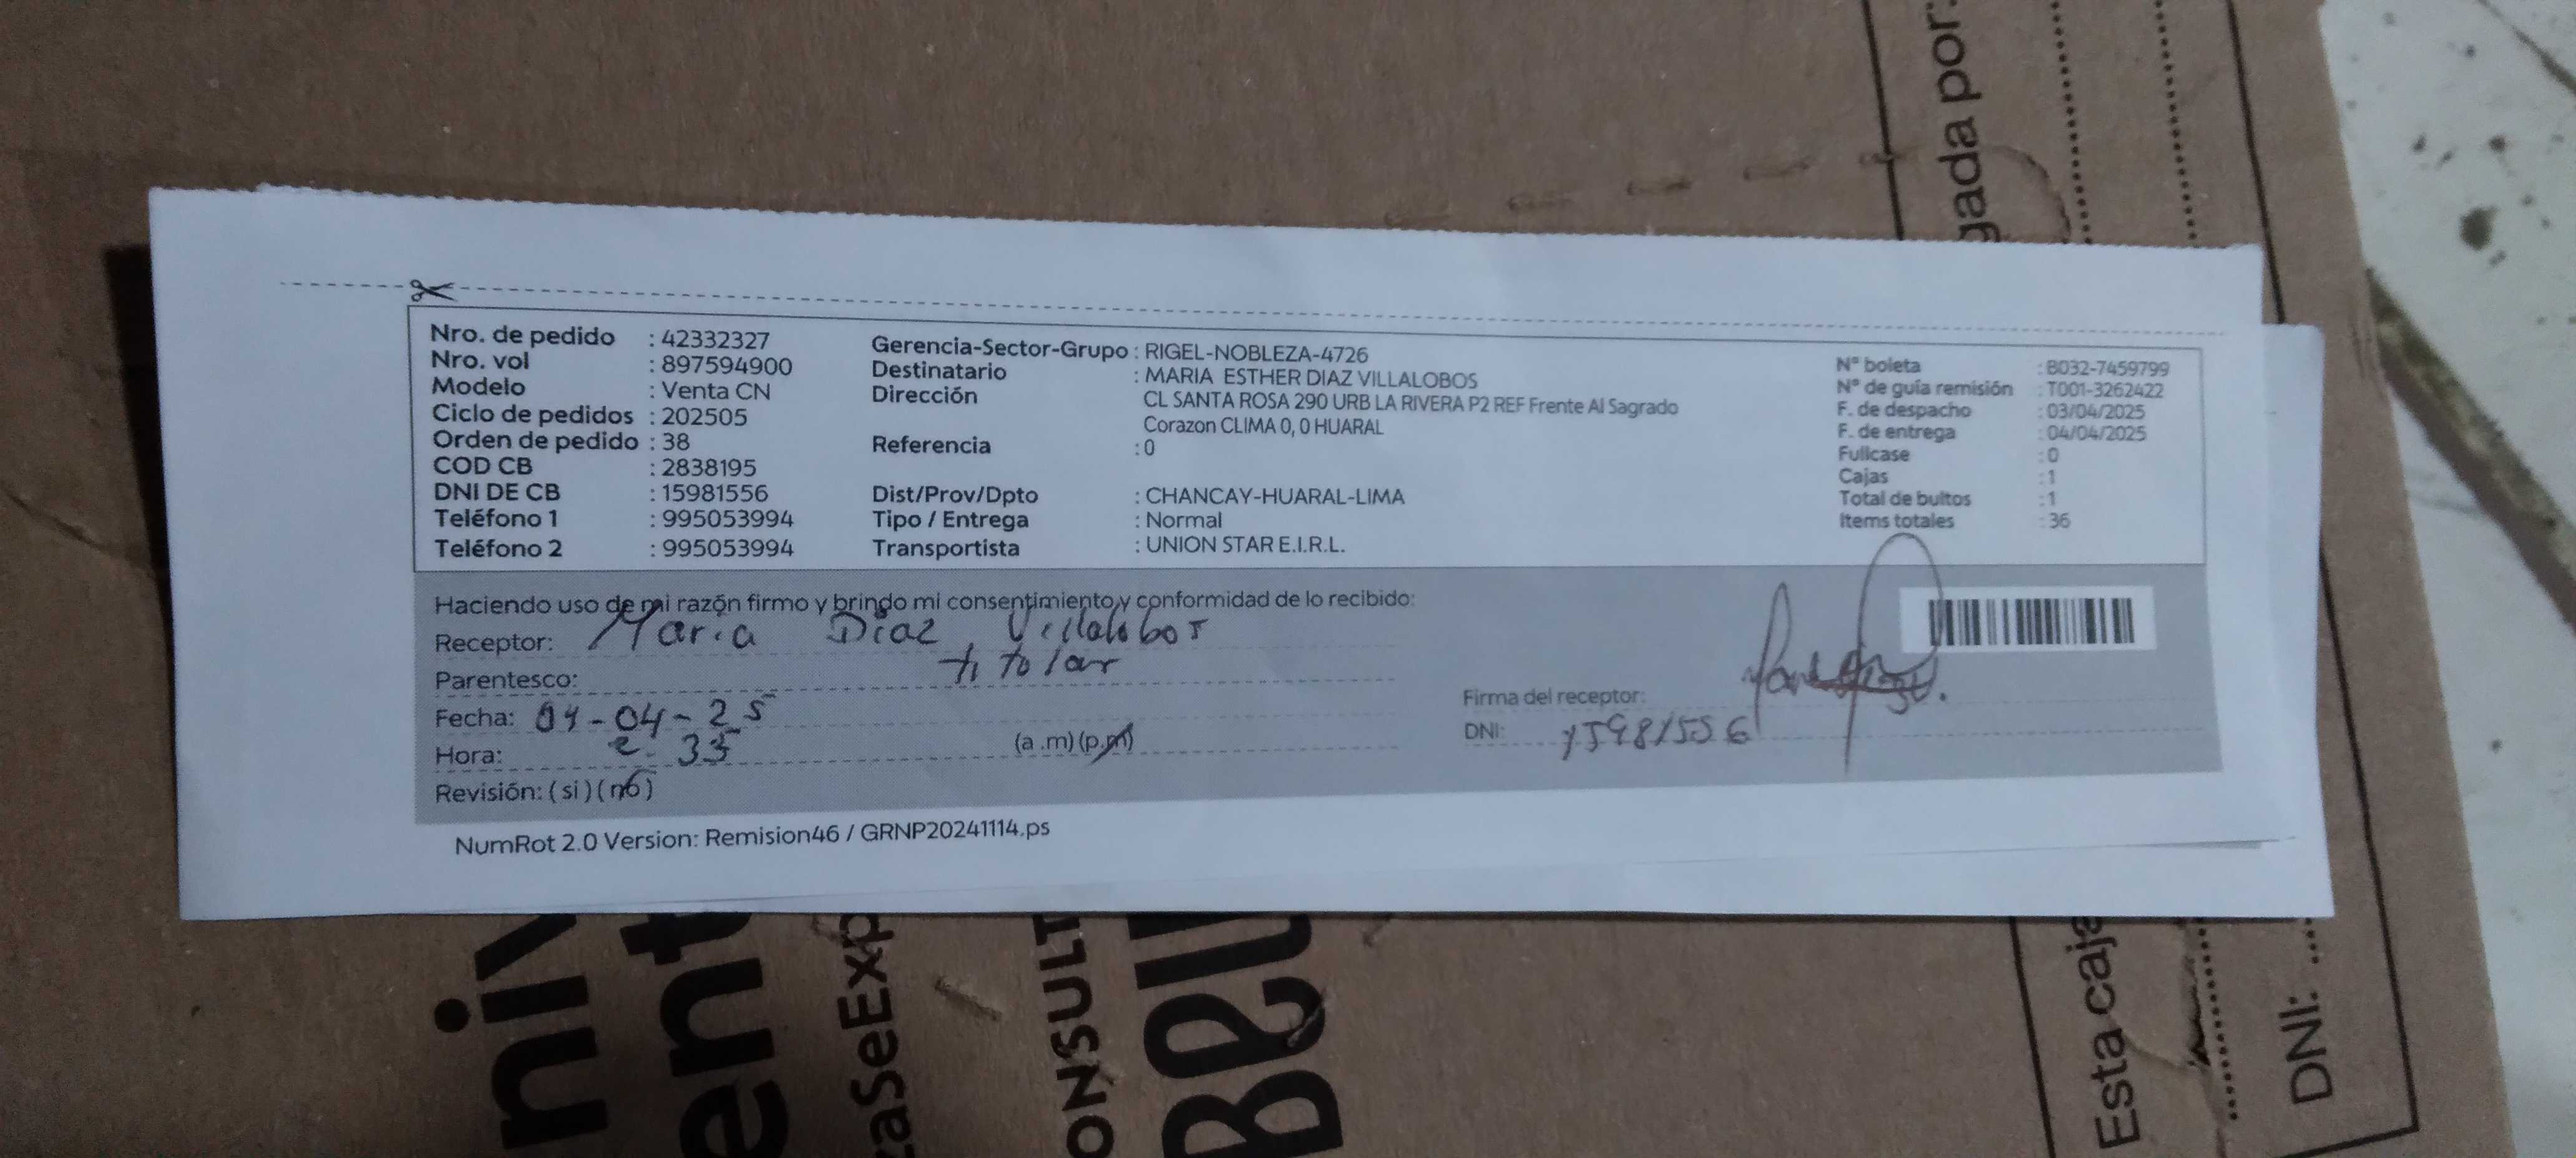 Nro. de pedido : 42332327
Nro. vol : 897594900
Modelo : Venta CN
Ciclo de pedidos : 202505
Orden de pedido : 38
COD CB : 2838195
DNI DE CB : 15981556
Teléfono 1 : 995053994
Teléfono 2 : 995053994
Gerencia-Sector-Grupo : RIGEL-NOBLEZA-4726
Destinatario : MARIA ESTHER DIAZ VILLALOBOS
Dirección CL SANTA ROSA 290 URB LA RIVERA P2 REF Frente Al Sagrado
Corazon CLIMA 0, 0 HUARAL
Referencia : 0
Dist/Prov/Dpto : CHANCAY-HUARAL-LIMA
Tipo / Entrega : Normal
Transportista : UNION STAR E.I.R.L.
N° boleta : B032-7459799
N° de guía remisión : T001-3262422
F. de despacho : 03/04/2025
F. de entrega : 04/04/2025
Fullcase : 0
Cajas : 1
Total de bultos : 1
Items totales : 36
Haciendo uso de mi razón firmo y brindo mi consentimiento y conformidad de lo recibido:
Receptor: Maria Diaz Villalobos
Parentesco: titolar
Fecha: 04-04-25
Hora: 2 33 (a .m) (p.m)
Revisión: (si) (no)
Firma del receptor:
DNI: 15981556
NumRot 2.0 Version: Remision46 / GRNP20241114.ps
gada por:
Esta caja
DNI:
niv
ent
caSeExp
ONSULT